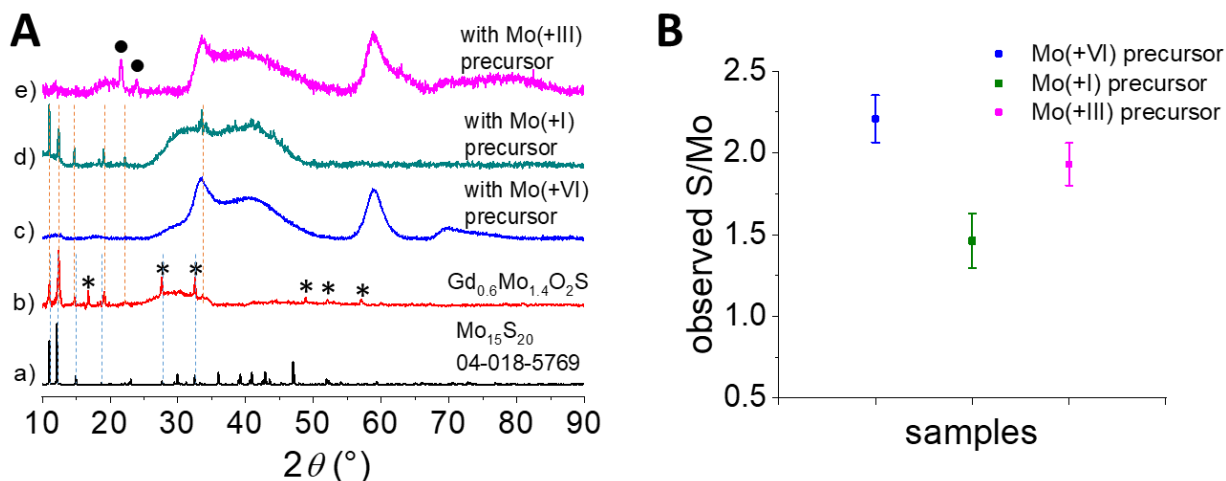 A
with Mo(+III)
precursor
e)
with Mo(+I)
precursor
d)
with Mo(+VI)
precursor
c)
* * * * * *
Gd0.6Mo1.4O2S
b)
Mo15S20
04-018-5769
a)
10 20 30 40 50 60 70 80 90
2θ (°)
B
Mo(+VI) precursor
Mo(+I) precursor
Mo(+III) precursor
2.5
2.0
1.5
1.0
0.5
observed S/Mo
samples